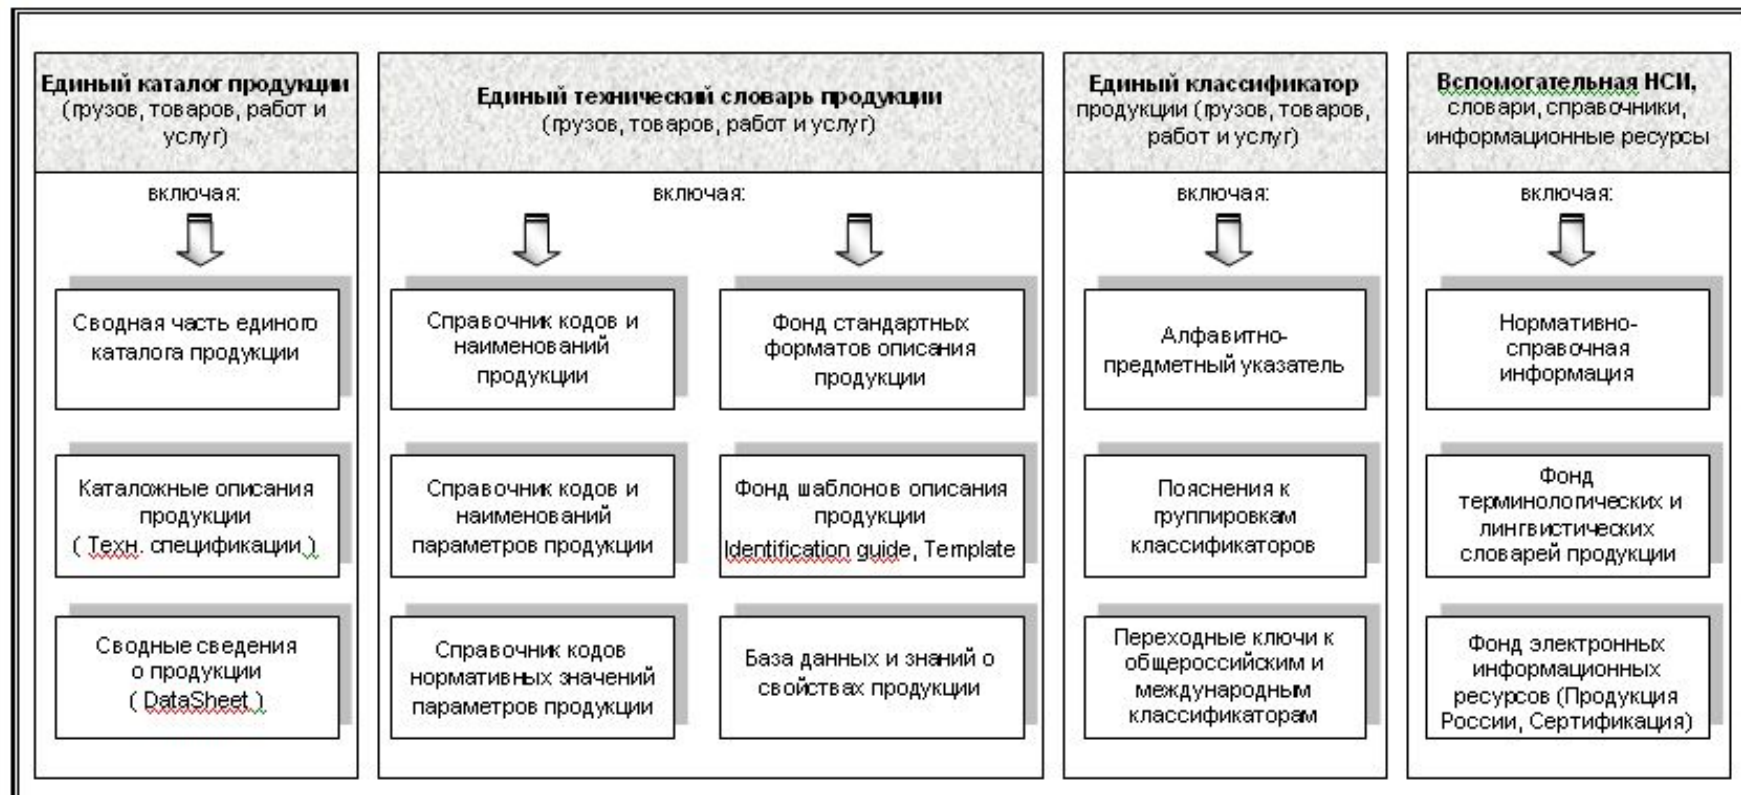 Единый каталог продукции
(грузов, товаров, работ и
услуг)
включая:
Сводная часть единого
каталога продукции
Каталожные описания
продукции
( Техн. спецификации )
Сводные сведения
о продукции
( DataSheet )
Единый технический словарь продукции
(грузов, товаров, работ и услуг)
включая:
Справочник кодов и
наименований
продукции
Справочник кодов и
наименований
параметров продукции
Справочник кодов
нормативных значений
параметров продукции
Фонд стандартных
форматов описания
продукции
Фонд шаблонов описания
продукции
Identification guide, Template
База данных и знаний о
свойствах продукции
Единый классификатор
продукции (грузов, товаров,
работ и услуг)
включая:
Алфавитно-
предметный указатель
Пояснения к
группировкам
классификаторов
Переходные ключи к
общероссийским и
международным
классификаторам
Вспомогательная НСИ,
словари, справочники,
информационные ресурсы
включая:
Нормативно-
справочная
информация
Фонд
терминологических и
лингвистических
словарей продукции
Фонд электронных
информационных
ресурсов (Продукция
России, Сертификация)